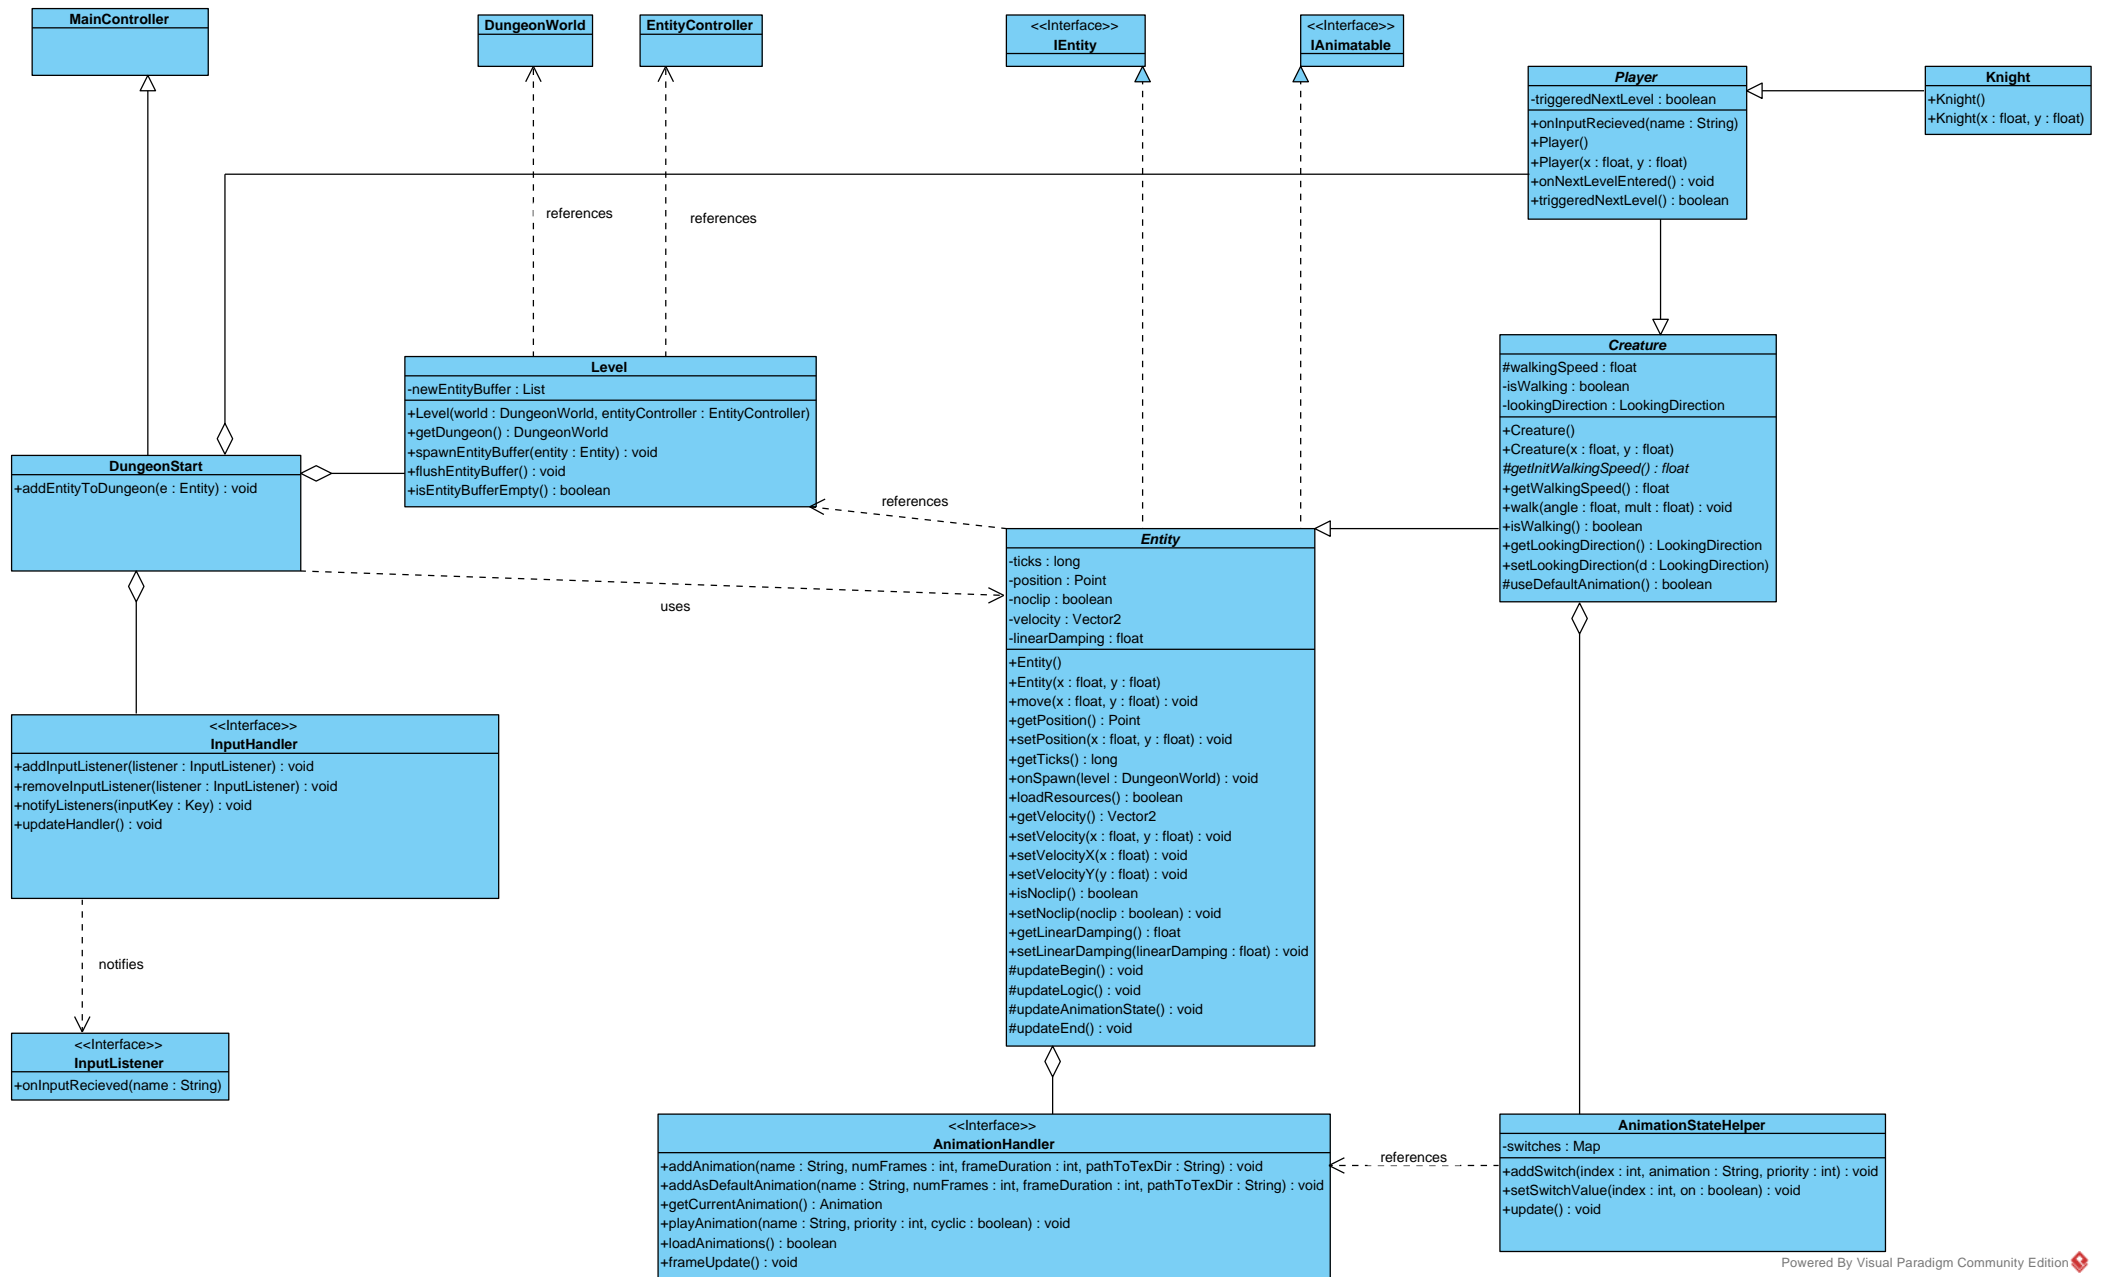 MainController
DungeonWorld
EntityController
<<Interface>>
IEntity
<<Interface>>
IAnimatable
Player
-triggeredNextLevel : boolean
+onInputRecieved(name : String)
+Player()
+Player(x : float, y : float)
+onNextLevelEntered() : void
+triggeredNextLevel() : boolean
Knight
+Knight()
+Knight(x : float, y : float)
references
references
Level
-newEntityBuffer : List
+Level(world : DungeonWorld, entityController : EntityController)
+getDungeon() : DungeonWorld
+spawnEntityBuffer(entity : Entity) : void
+flushEntityBuffer() : void
+isEntityBufferEmpty() : boolean
Creature
#walkingSpeed : float
-isWalking : boolean
-lookingDirection : LookingDirection
+Creature()
+Creature(x : float, y : float)
#getInitWalkingSpeed() : float
+getWalkingSpeed() : float
+walk(angle : float, mult : float) : void
+isWalking() : boolean
+getLookingDirection() : LookingDirection
+setLookingDirection(d : LookingDirection)
#useDefaultAnimation() : boolean
DungeonStart
+addEntityToDungeon(e : Entity) : void
references
uses
Entity
-ticks : long
-position : Point
-noclip : boolean
-velocity : Vector2
-linearDamping : float
+Entity()
+Entity(x : float, y : float)
+move(x : float, y : float) : void
+getPosition() : Point
+setPosition(x : float, y : float) : void
+getTicks() : long
+onSpawn(level : DungeonWorld) : void
+loadResources() : boolean
+getVelocity() : Vector2
+setVelocity(x : float, y : float) : void
+setVelocityX(x : float) : void
+setVelocityY(y : float) : void
+isNoclip() : boolean
+setNoclip(noclip : boolean) : void
+getLinearDamping() : float
+setLinearDamping(linearDamping : float) : void
#updateBegin() : void
#updateLogic() : void
#updateAnimationState() : void
#updateEnd() : void
<<Interface>>
InputHandler
+addInputListener(listener : InputListener) : void
+removeInputListener(listener : InputListener) : void
+notifyListeners(inputKey : Key) : void
+updateHandler() : void
notifies
<<Interface>>
InputListener
+onInputRecieved(name : String)
<<Interface>>
AnimationHandler
+addAnimation(name : String, numFrames : int, frameDuration : int, pathToTexDir : String) : void
+addAsDefaultAnimation(name : String, numFrames : int, frameDuration : int, pathToTexDir : String) : void
+getCurrentAnimation() : Animation
+playAnimation(name : String, priority : int, cyclic : boolean) : void
+loadAnimations() : boolean
+frameUpdate() : void
references
AnimationStateHelper
-switches : Map
+addSwitch(index : int, animation : String, priority : int) : void
+setSwitchValue(index : int, on : boolean) : void
+update() : void
Powered By Visual Paradigm Community Edition